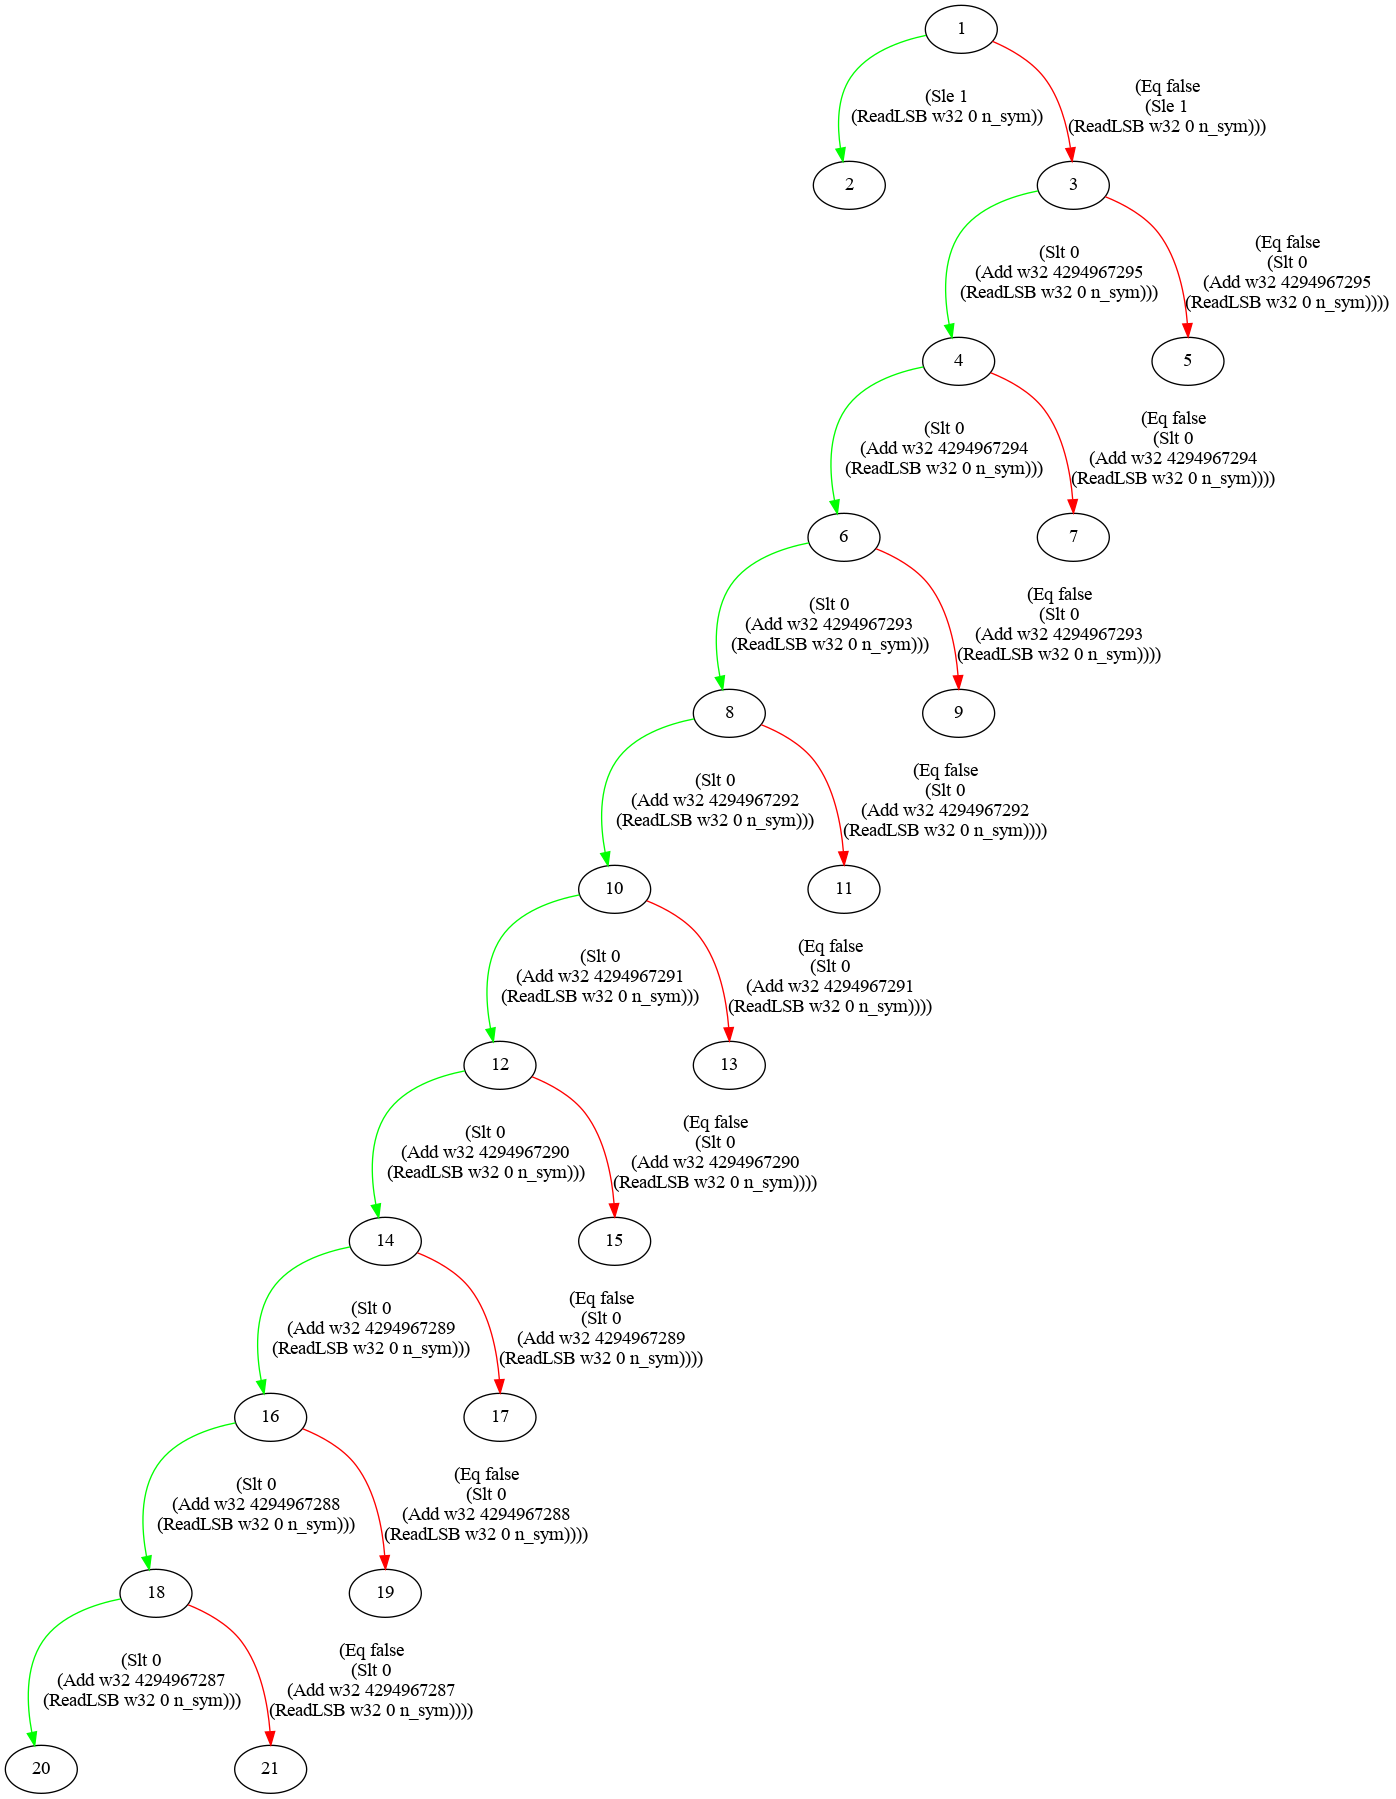 1
(Sle 1
(ReadLSB w32 0 n_sym))
(Eq false
(Sle 1
(ReadLSB w32 0 n_sym)))
2
3
(Slt 0
(Add w32 4294967295
(ReadLSB w32 0 n_sym)))
(Eq false
(Slt 0
(Add w32 4294967295
(ReadLSB w32 0 n_sym))))
4
5
(Slt 0
(Add w32 4294967294
(ReadLSB w32 0 n_sym)))
(Eq false
(Slt 0
(Add w32 4294967294
(ReadLSB w32 0 n_sym))))
6
7
(Slt 0
(Add w32 4294967293
(ReadLSB w32 0 n_sym)))
(Eq false
(Slt 0
(Add w32 4294967293
(ReadLSB w32 0 n_sym))))
8
9
(Slt 0
(Add w32 4294967292
(ReadLSB w32 0 n_sym)))
(Eq false
(Slt 0
(Add w32 4294967292
(ReadLSB w32 0 n_sym))))
10
11
(Slt 0
(Add w32 4294967291
(ReadLSB w32 0 n_sym)))
(Eq false
(Slt 0
(Add w32 4294967291
(ReadLSB w32 0 n_sym))))
12
13
(Slt 0
(Add w32 4294967290
(ReadLSB w32 0 n_sym)))
(Eq false
(Slt 0
(Add w32 4294967290
(ReadLSB w32 0 n_sym))))
14
15
(Slt 0
(Add w32 4294967289
(ReadLSB w32 0 n_sym)))
(Eq false
(Slt 0
(Add w32 4294967289
(ReadLSB w32 0 n_sym))))
16
17
(Slt 0
(Add w32 4294967288
(ReadLSB w32 0 n_sym)))
(Eq false
(Slt 0
(Add w32 4294967288
(ReadLSB w32 0 n_sym))))
18
19
(Slt 0
(Add w32 4294967287
(ReadLSB w32 0 n_sym)))
(Eq false
(Slt 0
(Add w32 4294967287
(ReadLSB w32 0 n_sym))))
20
21